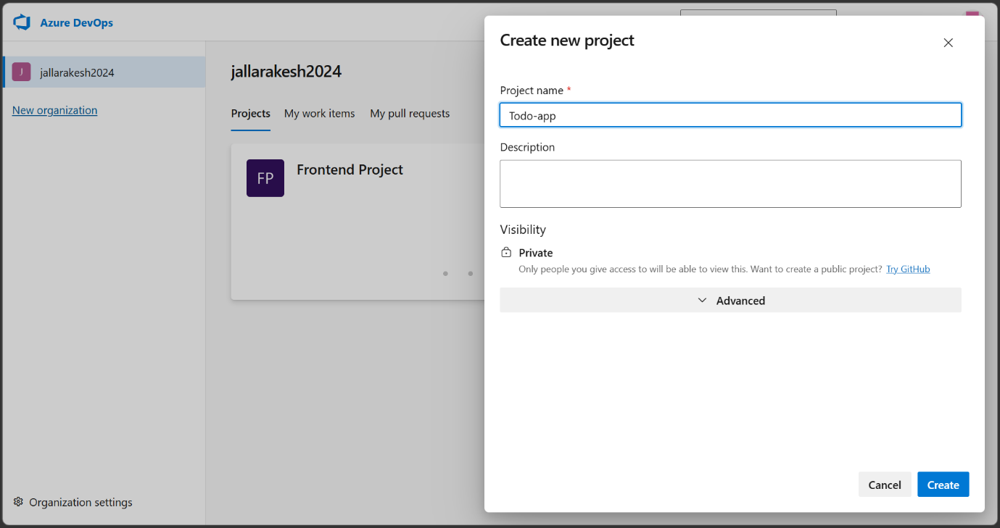 Azure DevOps
J jallarakesh2024
New organization
Organization settings
jallarakesh2024
Projects My work items My pull requests
FP Frontend Project
Create new project
Project name *
Todo-app
Description
Visibility
Private
Only people you give access to will be able to view this. Want to create a public project? Try GitHub
Advanced
Cancel Create